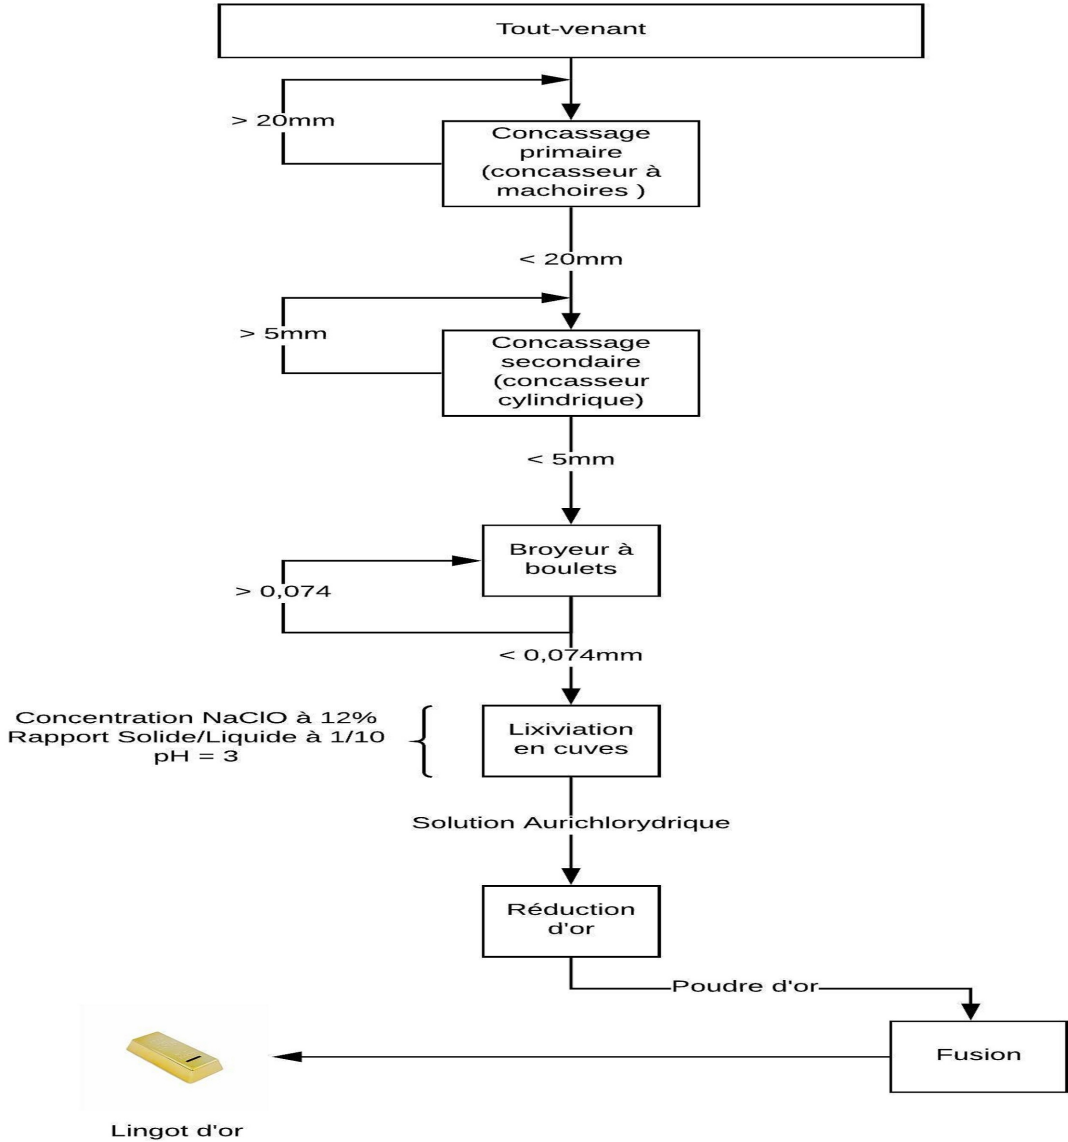 Tout-venant
> 20mm
Concassage
primaire
(concasseur à
machoires )
< 20mm
> 5mm
Concassage
secondaire
(concasseur
cylindrique)
< 5mm
Broyeur à
boulets
> 0,074
< 0,074mm
Concentration NaClO à 12%
Rapport Solide/Liquide à 1/10
pH = 3
Lixiviation
en cuves
Solution Aurichlorydrique
Réduction
d'or
Poudre d'or
Fusion
Lingot d'or